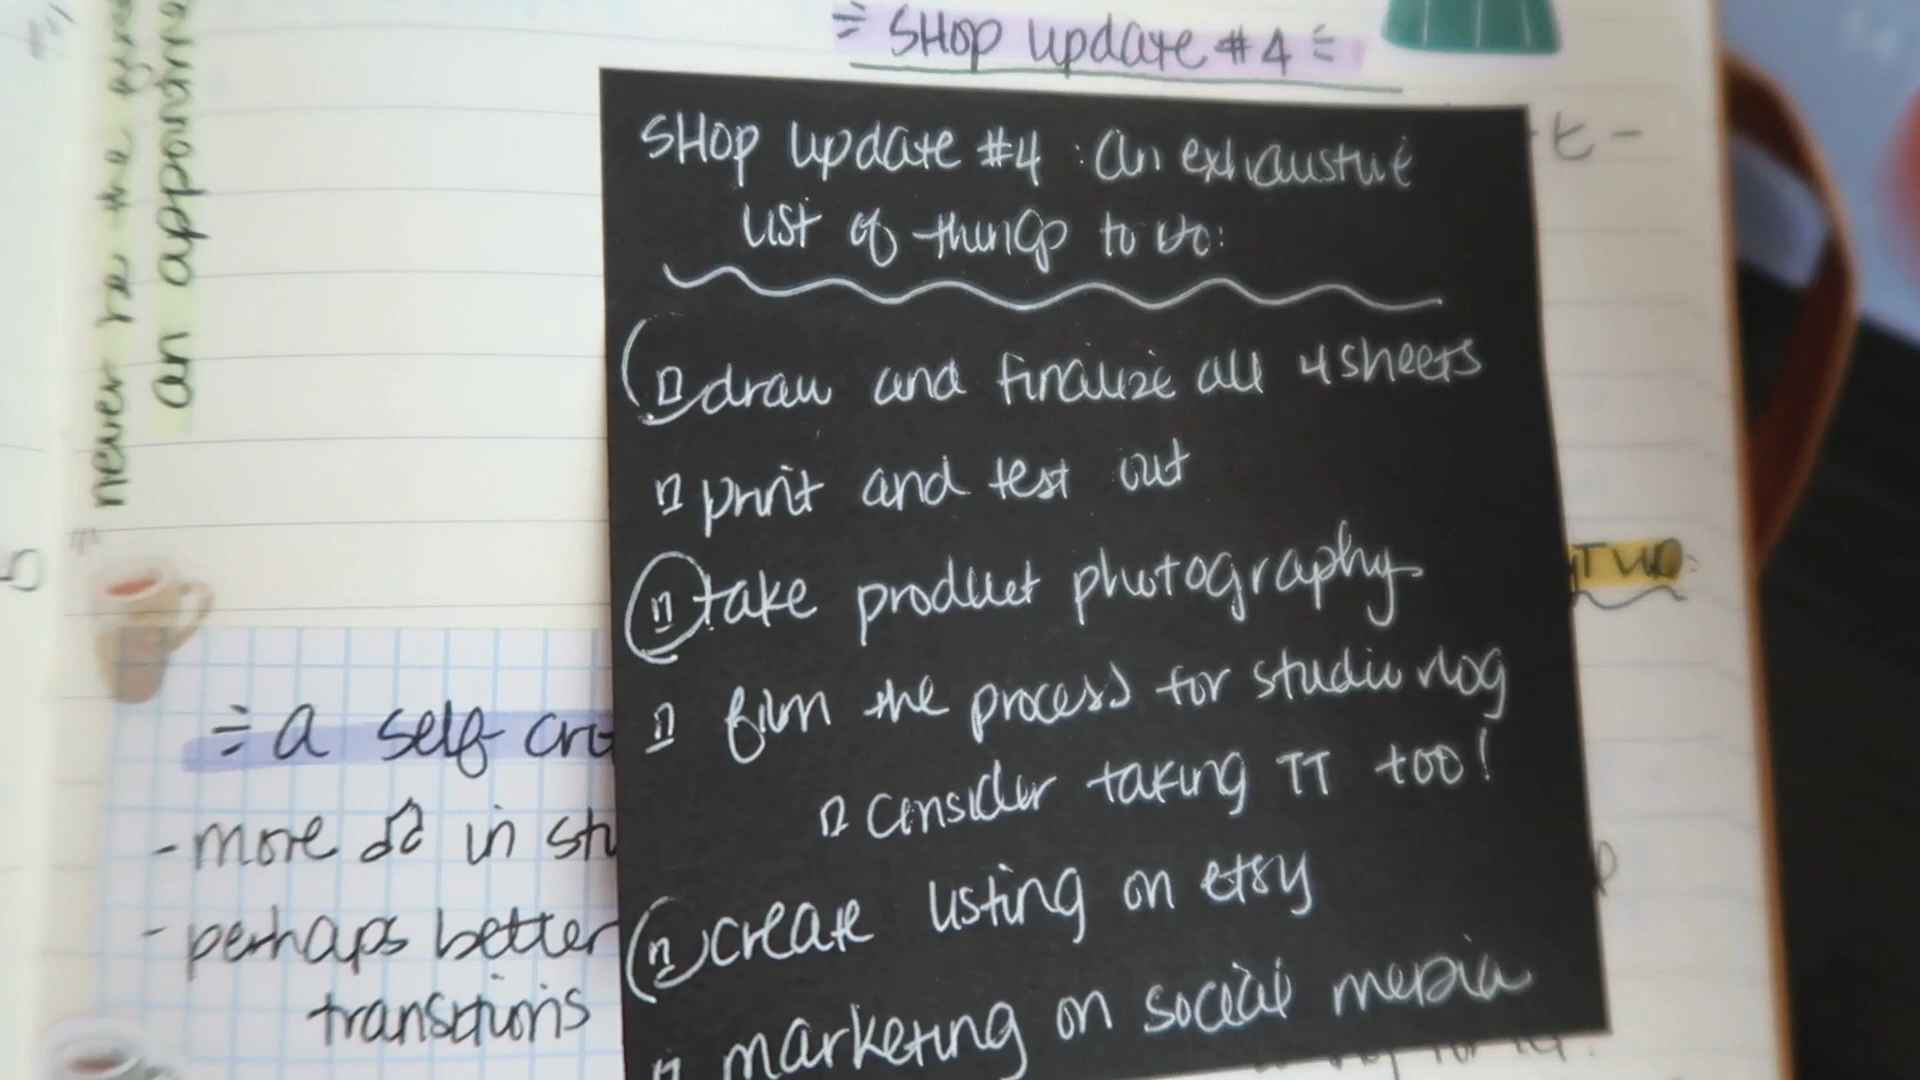 SHOP update #4
SHOP update #4 : an exhaustive
list of things to do:
draw and finalize all 4 sheets
print and test out
take product photography
film the process for studio vlog
consider taking TT too!
create listing on etsy
marketing on social media
never
the
an
a self
- more in
- perhaps better
transitions